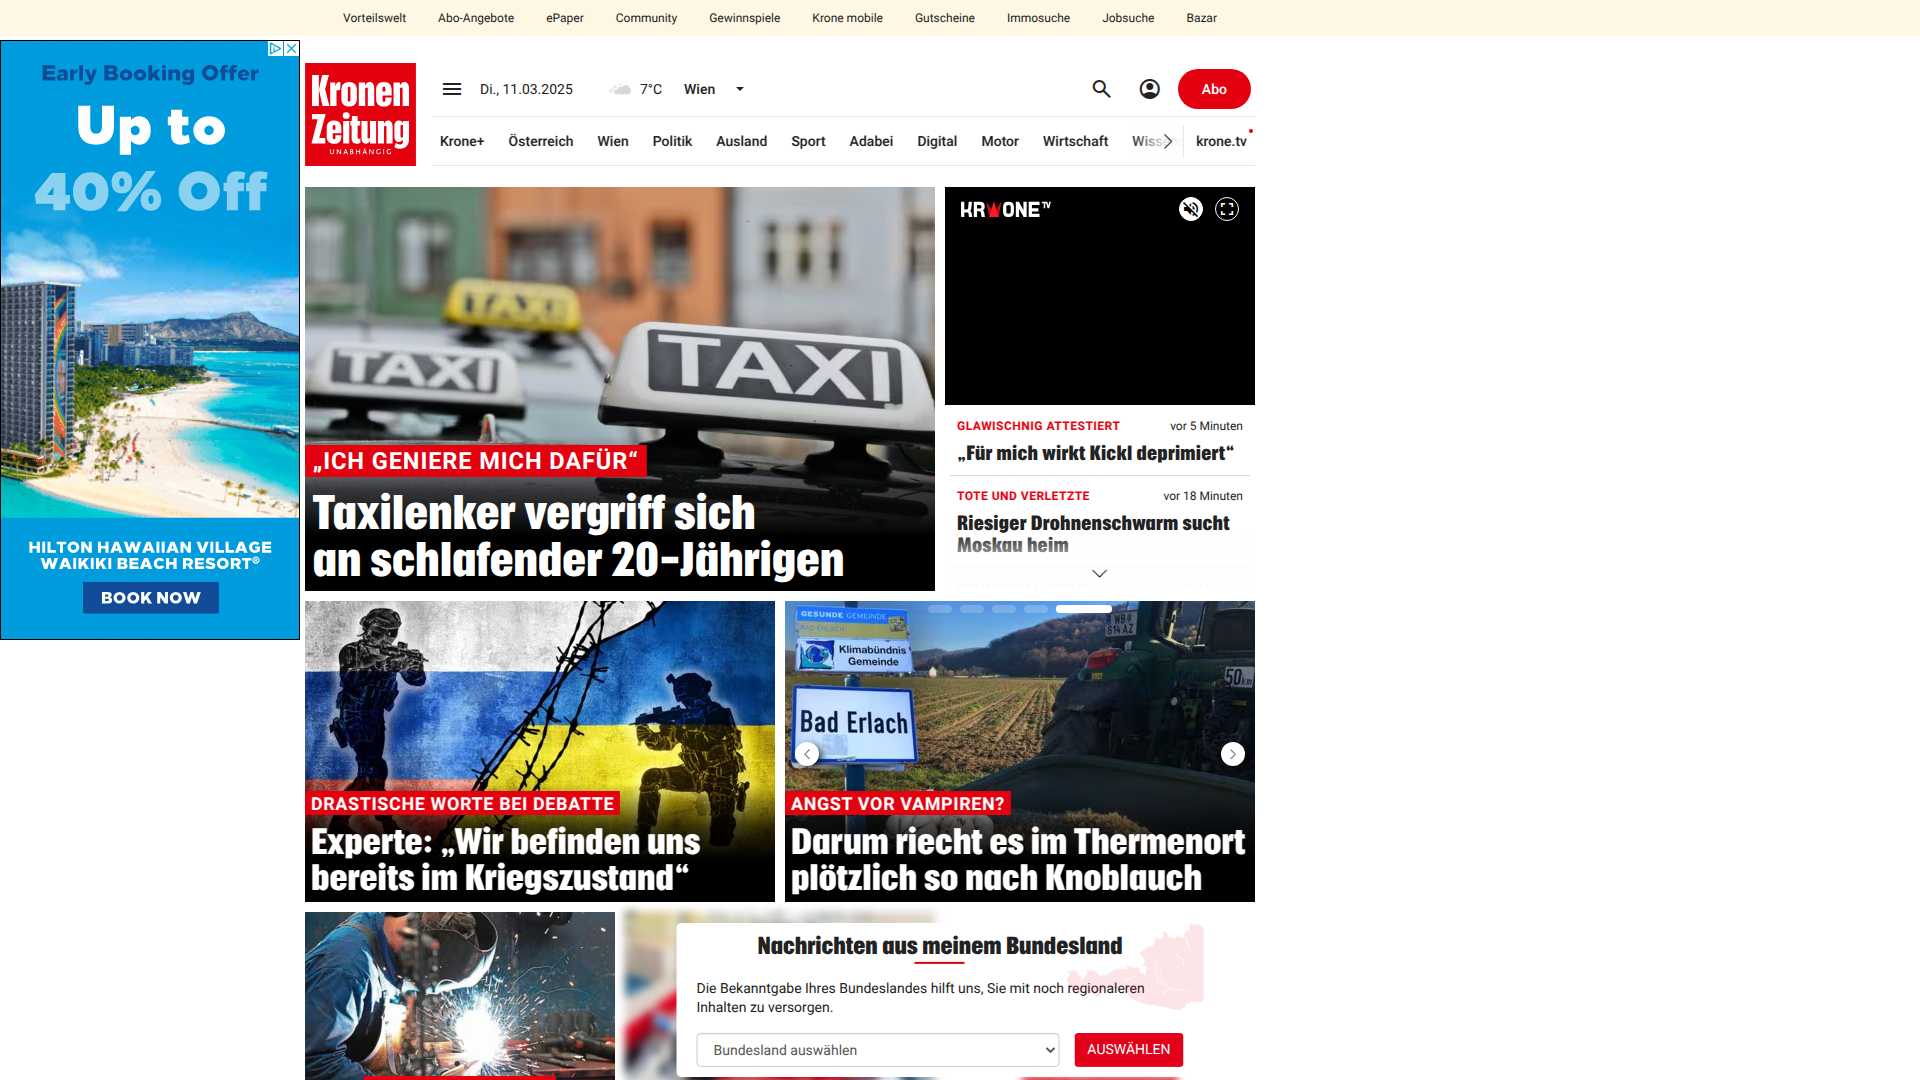 Vorteilswelt Abo-Angebote ePaper Community Gewinnspiele Krone mobile Gutscheine Immosuche Jobsuche Bazar
Early Booking Offer
Up to
40% Off
HILTON HAWAIIAN VILLAGE
WAIKIKI BEACH RESORT®
BOOK NOW
Kronen
Zeitung
UNABHÄNGIG
Di., 11.03.2025 7°C Wien
Abo
Krone+ Österreich Wien Politik Ausland Sport Adabei Digital Motor Wirtschaft Wiss krone.tv
TAXI
TAXI
TAXI
„ICH GENIERE MICH DAFÜR“
Taxilenker vergriff sich
an schlafender 20-Jährigen
KRONE TV
GLAWISCHNIG ATTESTIERT vor 5 Minuten
„Für mich wirkt Kickl deprimiert“
TOTE UND VERLETZTE vor 18 Minuten
Riesiger Drohnenschwarm sucht
Moskau heim
DRASTISCHE WORTE BEI DEBATTE
Experte: „Wir befinden uns
bereits im Kriegszustand“
GESUNDE GEMEINDE
BAD ERLACH
Klimabündnis
Gemeinde
Bad Erlach
WB
614 AZ
50 km
ANGST VOR VAMPIREN?
Darum riecht es im Thermenort
plötzlich so nach Knoblauch
Nachrichten aus meinem Bundesland
Die Bekanntgabe Ihres Bundeslandes hilft uns, Sie mit noch regionaleren
Inhalten zu versorgen.
Bundesland auswählen
AUSWÄHLEN